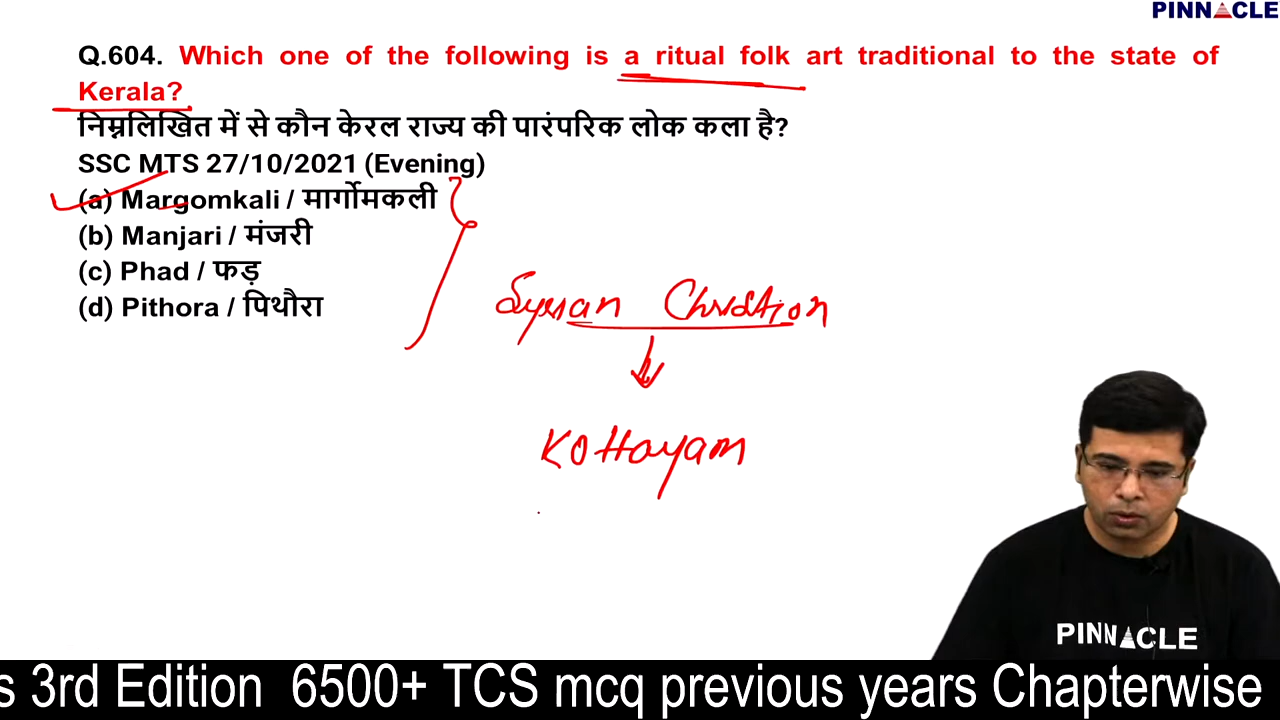 PINNACLE
Q.604. Which one of the following is a ritual folk art traditional to the state of
Kerala?
निम्नलिखित में से कौन केरल राज्य की पारंपरिक लोक कला है?
SSC MTS 27/10/2021 (Evening)
(a) Margomkali / मार्गोमकली
(b) Manjari / मंजरी
(c) Phad / फड़
(d) Pithora / पिथौरा
Syrian Christian
Kottayam
PINNACLE
s 3rd Edition 6500+ TCS mcq previous years Chapterwise